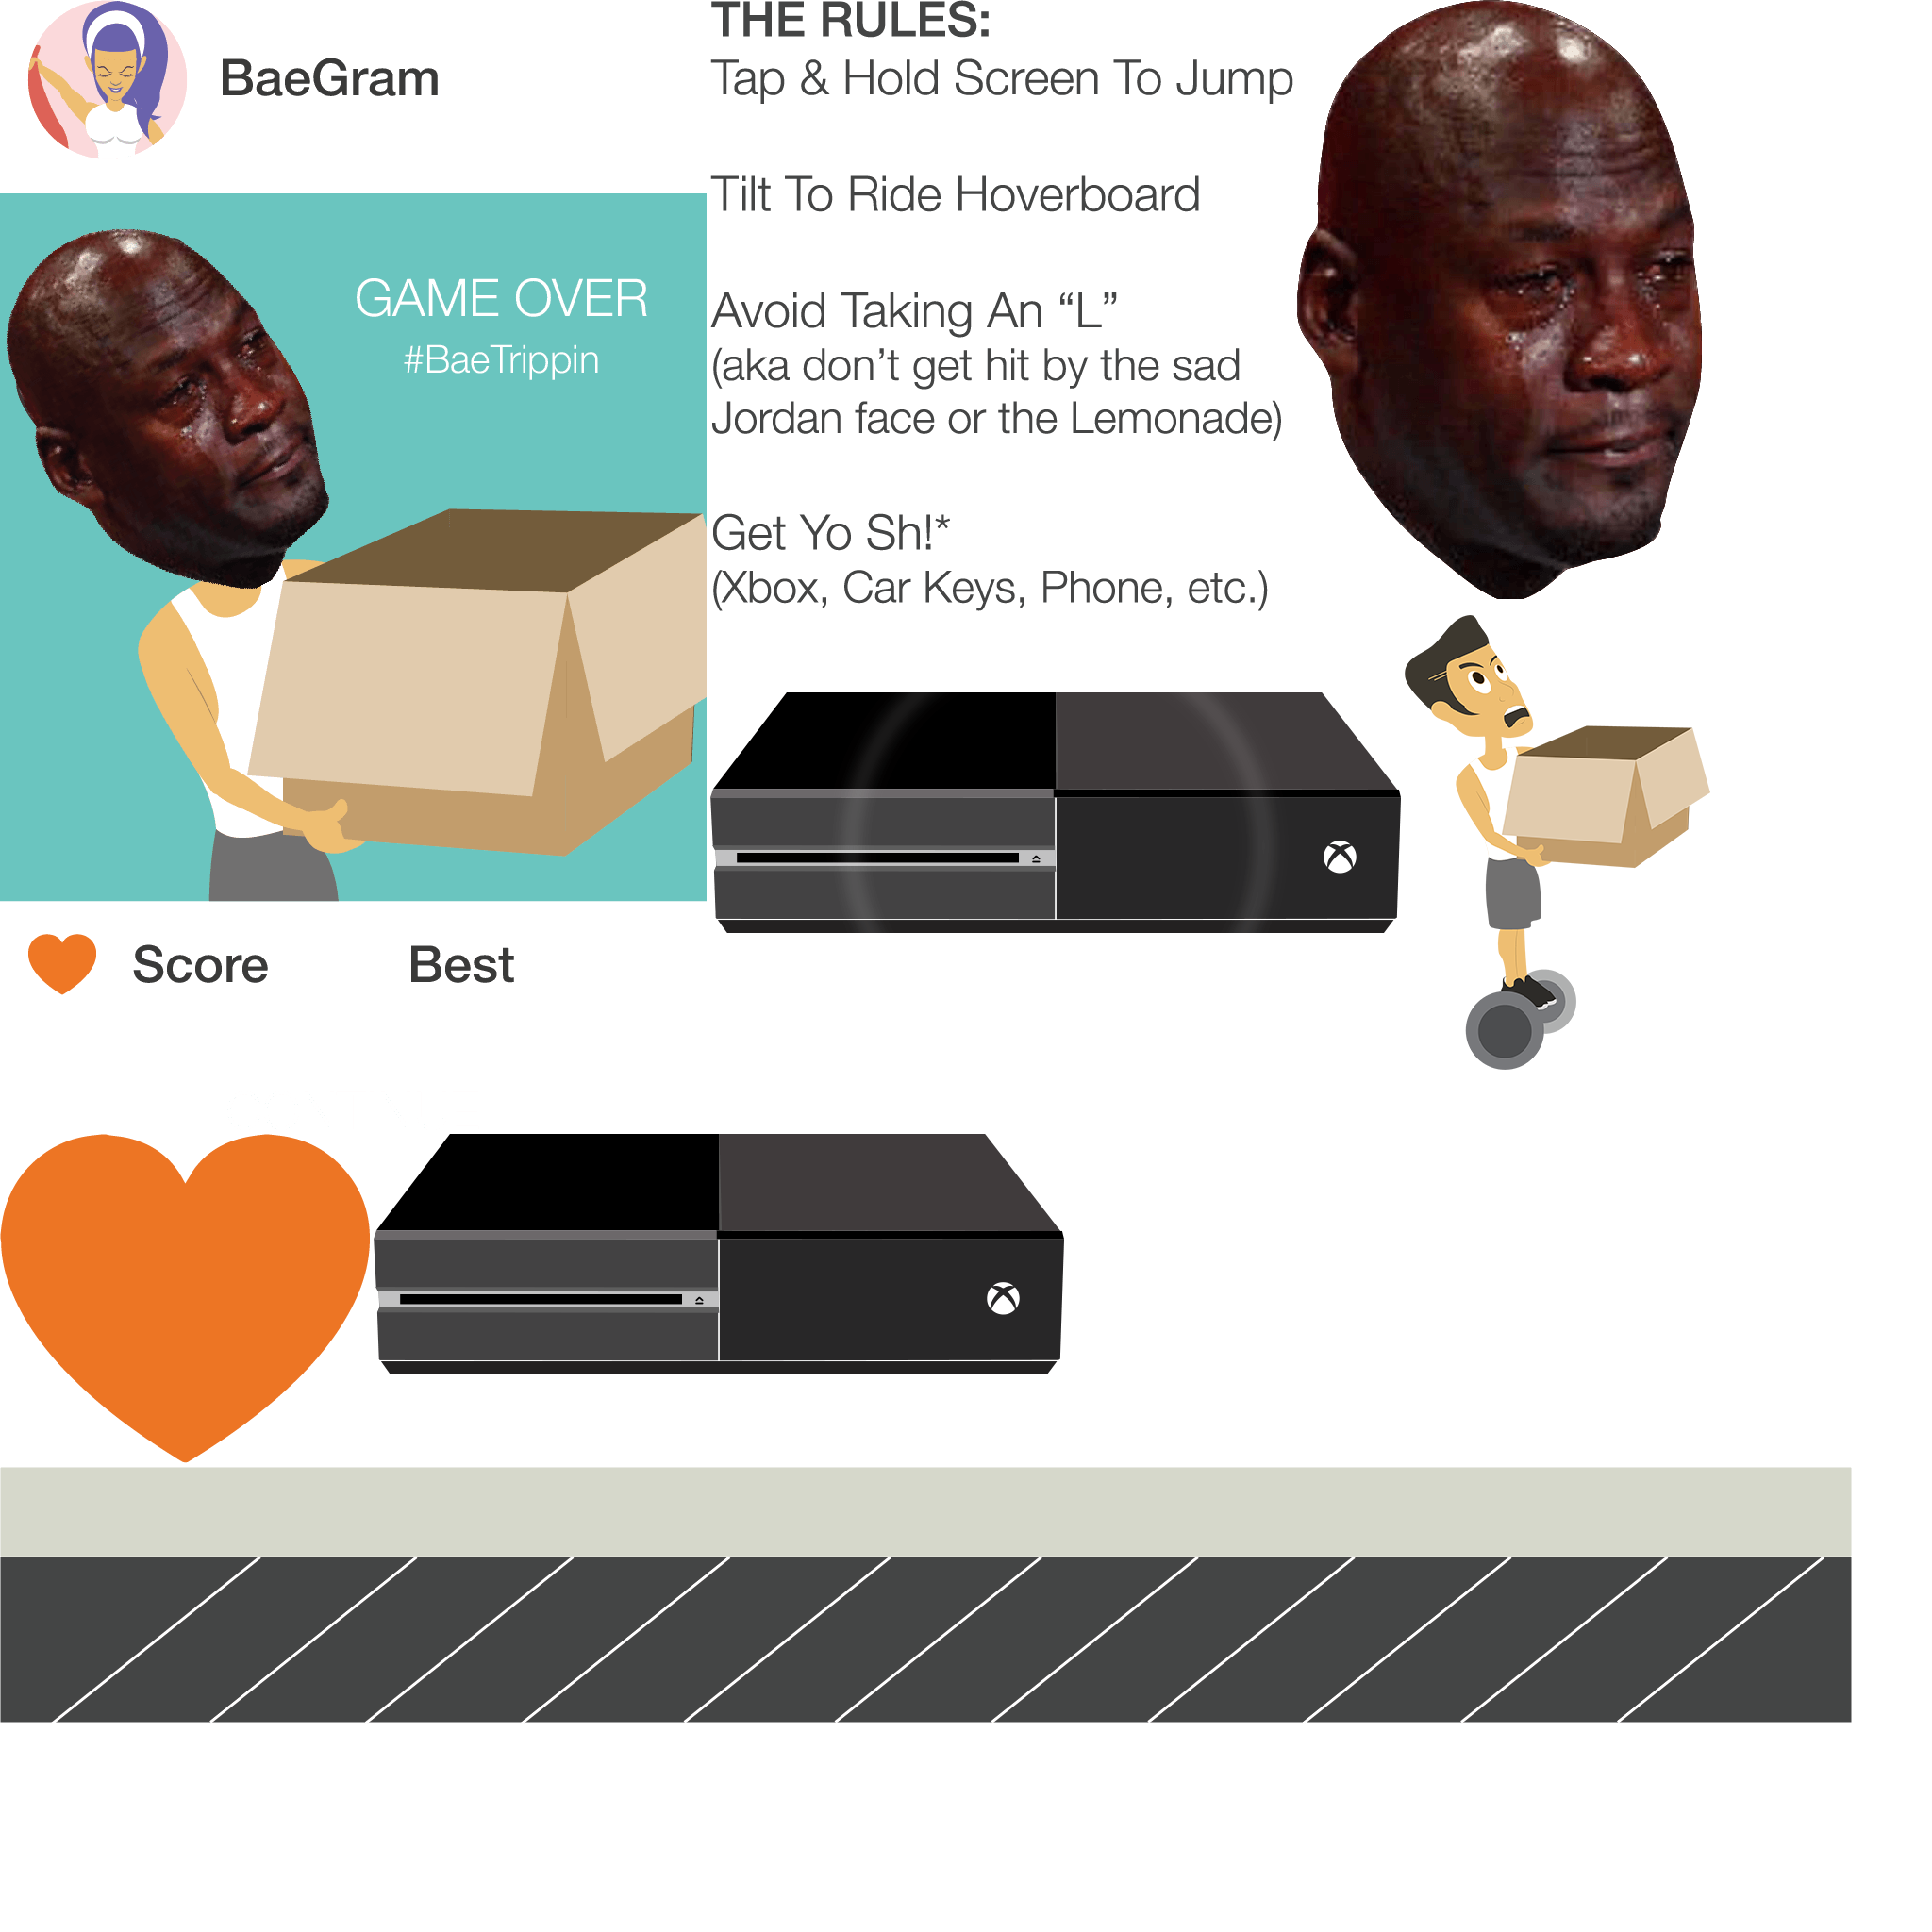 BaeGram
GAME OVER
#BaeTrippin
Score
Best
THE RULES:
Tap & Hold Screen To Jump
Tilt To Ride Hoverboard
Avoid Taking An “L”
(aka don’t get hit by the sad
Jordan face or the Lemonade)
Get Yo Sh!*
(Xbox, Car Keys, Phone, etc.)